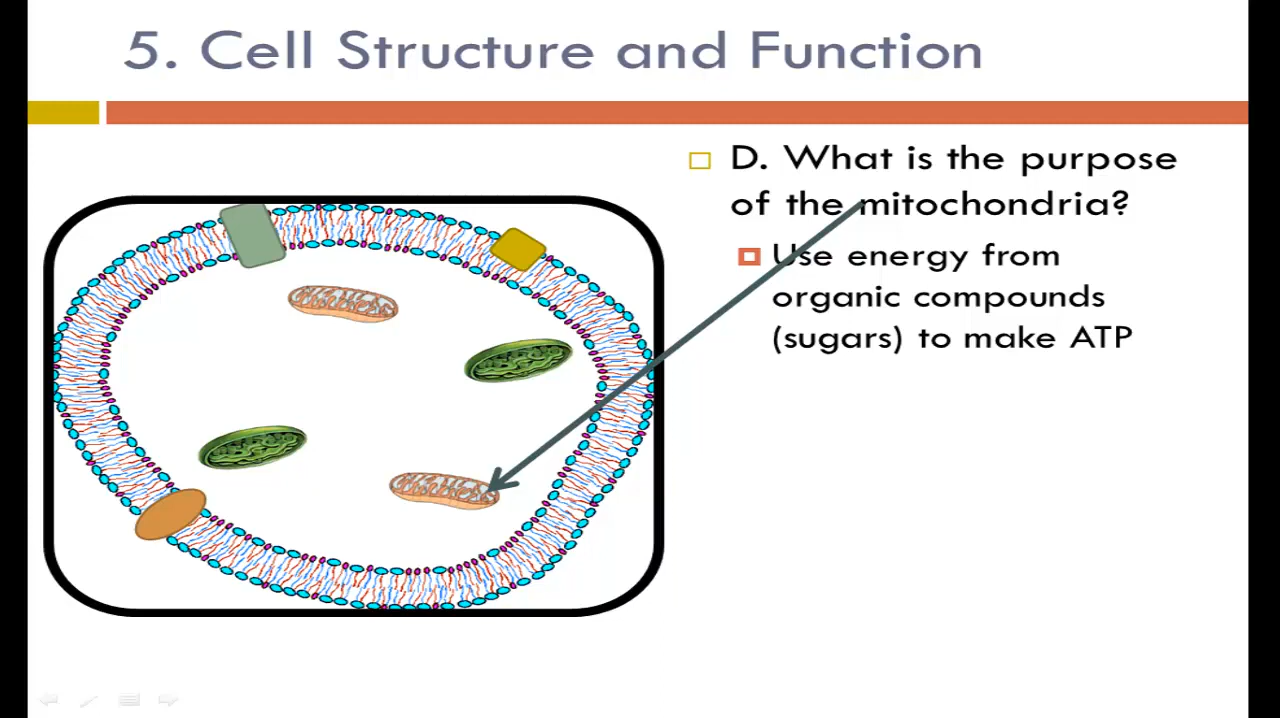 5. Cell Structure and Function
D. What is the purpose
of the mitochondria?
Use energy from
organic compounds
(sugars) to make ATP